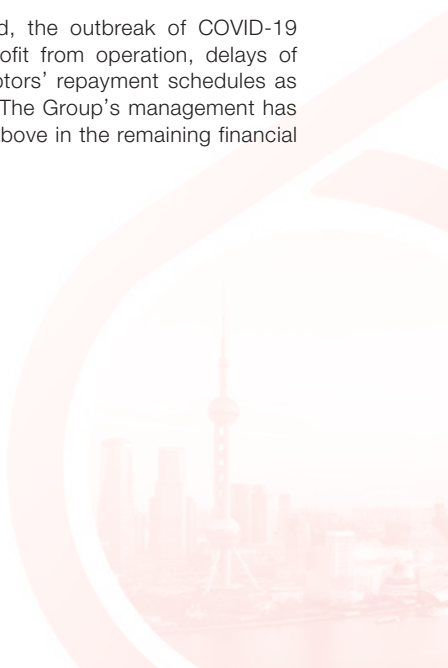 d, the outbreak of COVID-19
ofit from operation, delays of
otors’ repayment schedules as
The Group’s management has
bove in the remaining financial